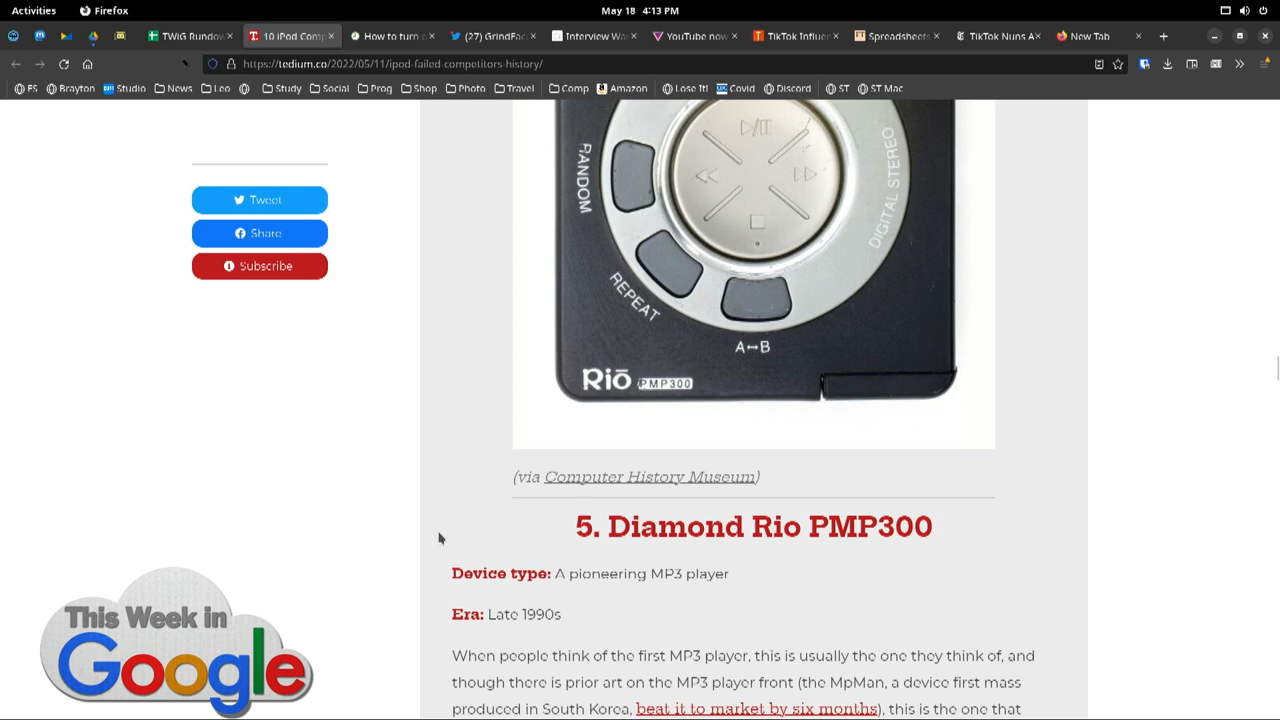 Activities Firefox May 18 4:13 PM
TWiG Rundow 10 iPod Comp How to turn o (27) GrindFac Interview Wa YouTube now TikTok Influen Spreadsheets TikTok Nuns A New Tab
https://tedium.co/2022/05/11/ipod-failed-competitors-history/
FS Brayton Studio News Leo Study Social Prog Shop Photo Travel Comp Amazon Lose It! Covid Discord ST ST Mac
Tweet
Share
Subscribe
RANDOM
DIGITAL STEREO
REPEAT
A↔B
Rio PMP300
(via Computer History Museum)
5. Diamond Rio PMP300
Device type: A pioneering MP3 player
Era: Late 1990s
When people think of the first MP3 player, this is usually the one they think of, and
though there is prior art on the MP3 player front (the MpMan, a device first mass
produced in South Korea, beat it to market by six months), this is the one that
This Week in
Google